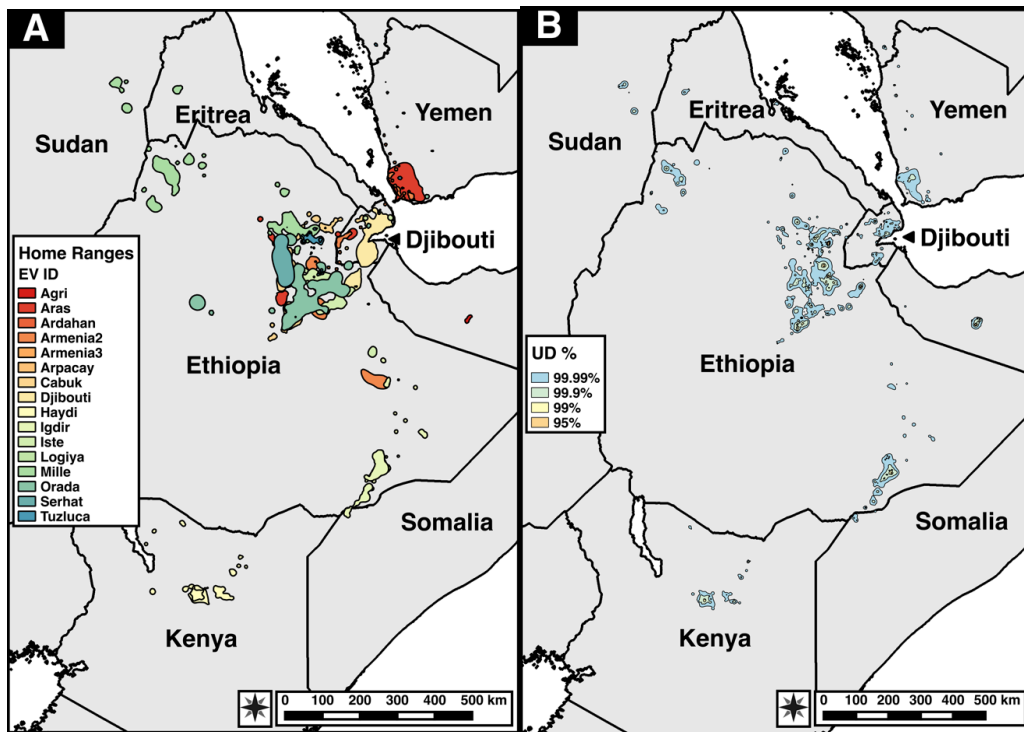 A
Sudan
Eritrea
Yemen
Djibouti
Ethiopia
Somalia
Kenya
Home Ranges
EV ID
Agri
Aras
Ardahan
Armenia2
Armenia3
Arpacay
Cabuk
Djibouti
Haydi
Igdir
Iste
Logiya
Mille
Orada
Serhat
Tuzluca
0 100 200 300 400 500 km
B
Sudan
Eritrea
Yemen
Djibouti
Ethiopia
Somalia
Kenya
UD %
99.99%
99.9%
99%
95%
0 100 200 300 400 500 km